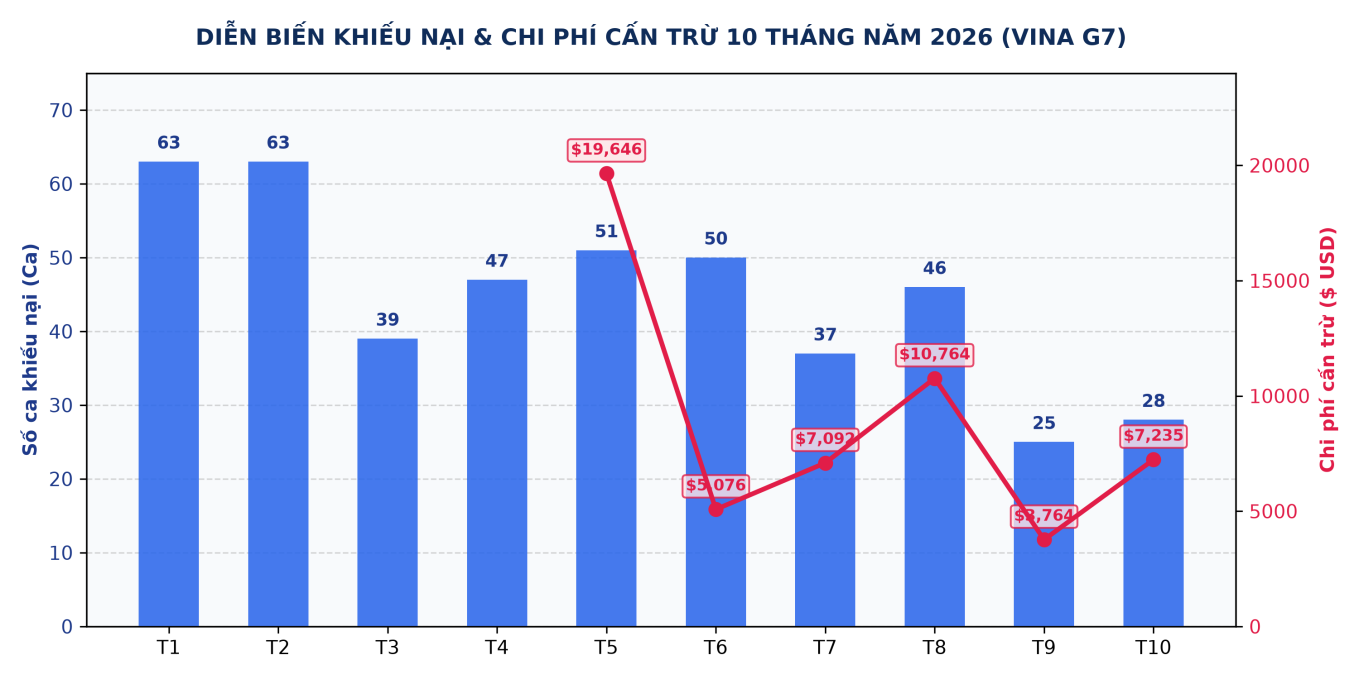 DIỄN BIẾN KHIẾU NẠI & CHI PHÍ CẤN TRỪ 10 THÁNG NĂM 2026 (VINA G7)
Số ca khiếu nại (Ca)
70
60
50
40
30
20
10
0
63
63
39
47
51
50
37
46
25
28
$19,646
$5,076
$7,092
$10,764
$3,764
$7,235
T1
T2
T3
T4
T5
T6
T7
T8
T9
T10
20000
15000
10000
5000
0
Chi phí cấn trừ ($ USD)